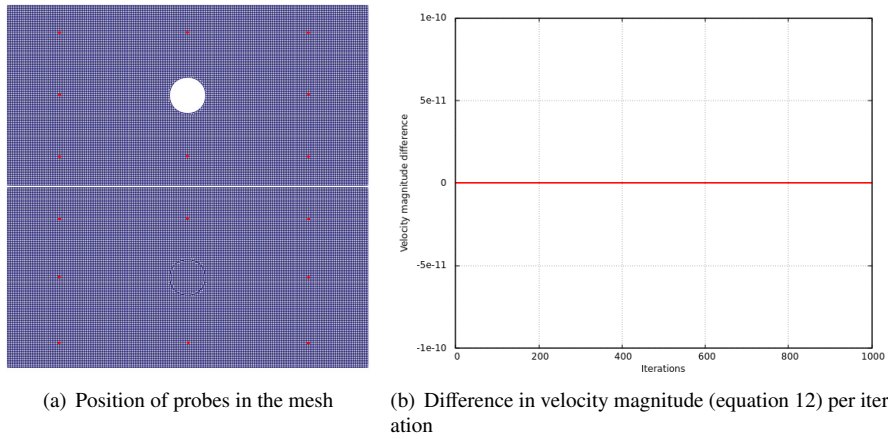 1e-10
5e-11
0
-5e-11
-1e-10
Velocity magnitude difference
0 200 400 600 800 1000
Iterations
(a) Position of probes in the mesh
(b) Difference in velocity magnitude (equation 12) per iter
ation